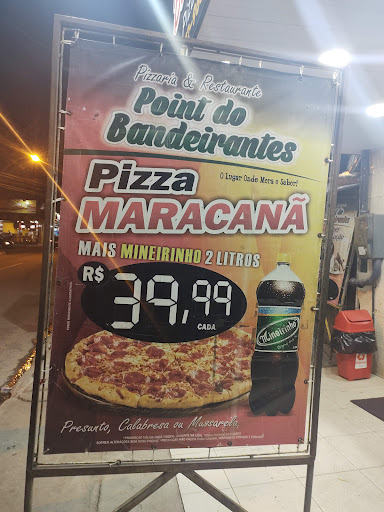 Pizzaria & Restaurante
Point do
Bandeirantes
O Lugar Onde Mora o Sabor!
Pizza
MARACANÃ
MAIS MINEIRINHO 2 LITROS
R$ 39,99
CADA
Mineirinho
Presunto, Calabresa ou Mussarela